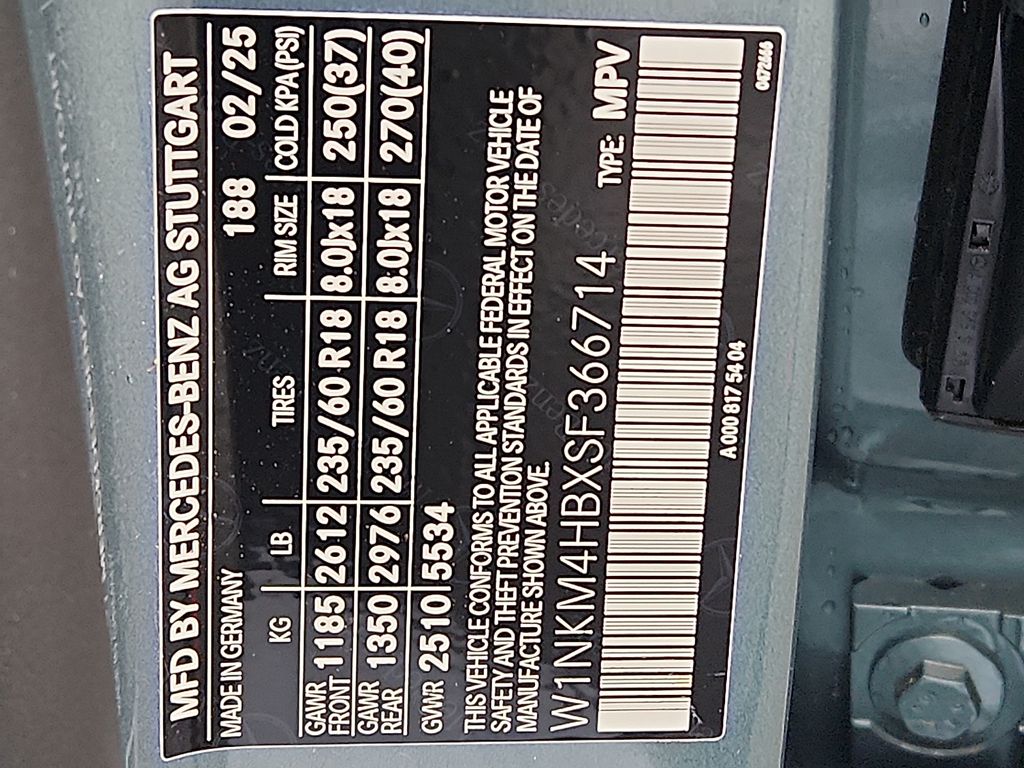 MFD BY MERCEDES-BENZ AG STUTTGART
MADE IN GERMANY 188 02/25
KG LB TIRES RIM SIZE COLD KPA(PSI)
GAWR FRONT 1185 2612 235/60 R18 8.0Jx18 250(37)
GAWR REAR 1350 2976 235/60 R18 8.0Jx18 270(40)
GWR 2510 5534
THIS VEHICLE CONFORMS TO ALL APPLICABLE FEDERAL MOTOR VEHICLE
SAFETY AND THEFT PREVENTION STANDARDS IN EFFECT ON THE DATE OF
MANUFACTURE SHOWN ABOVE.
W1NKM4HBXSF366714 TYPE: MPV
A 000 817 54 04